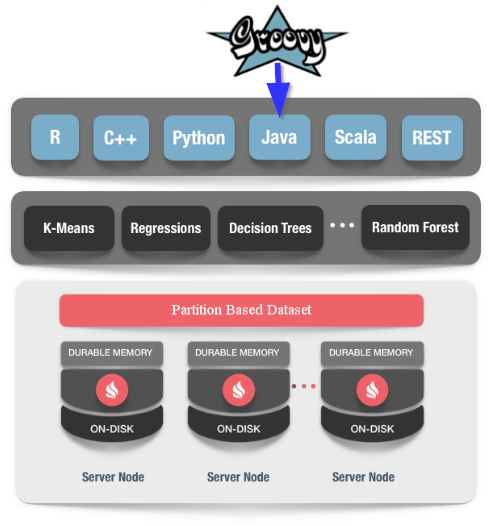 Groovy
R C++ Python Java Scala REST
K-Means Regressions Decision Trees Random Forest
Partition Based Dataset
DURABLE MEMORY DURABLE MEMORY DURABLE MEMORY
ON-DISK ON-DISK ON-DISK
Server Node Server Node Server Node